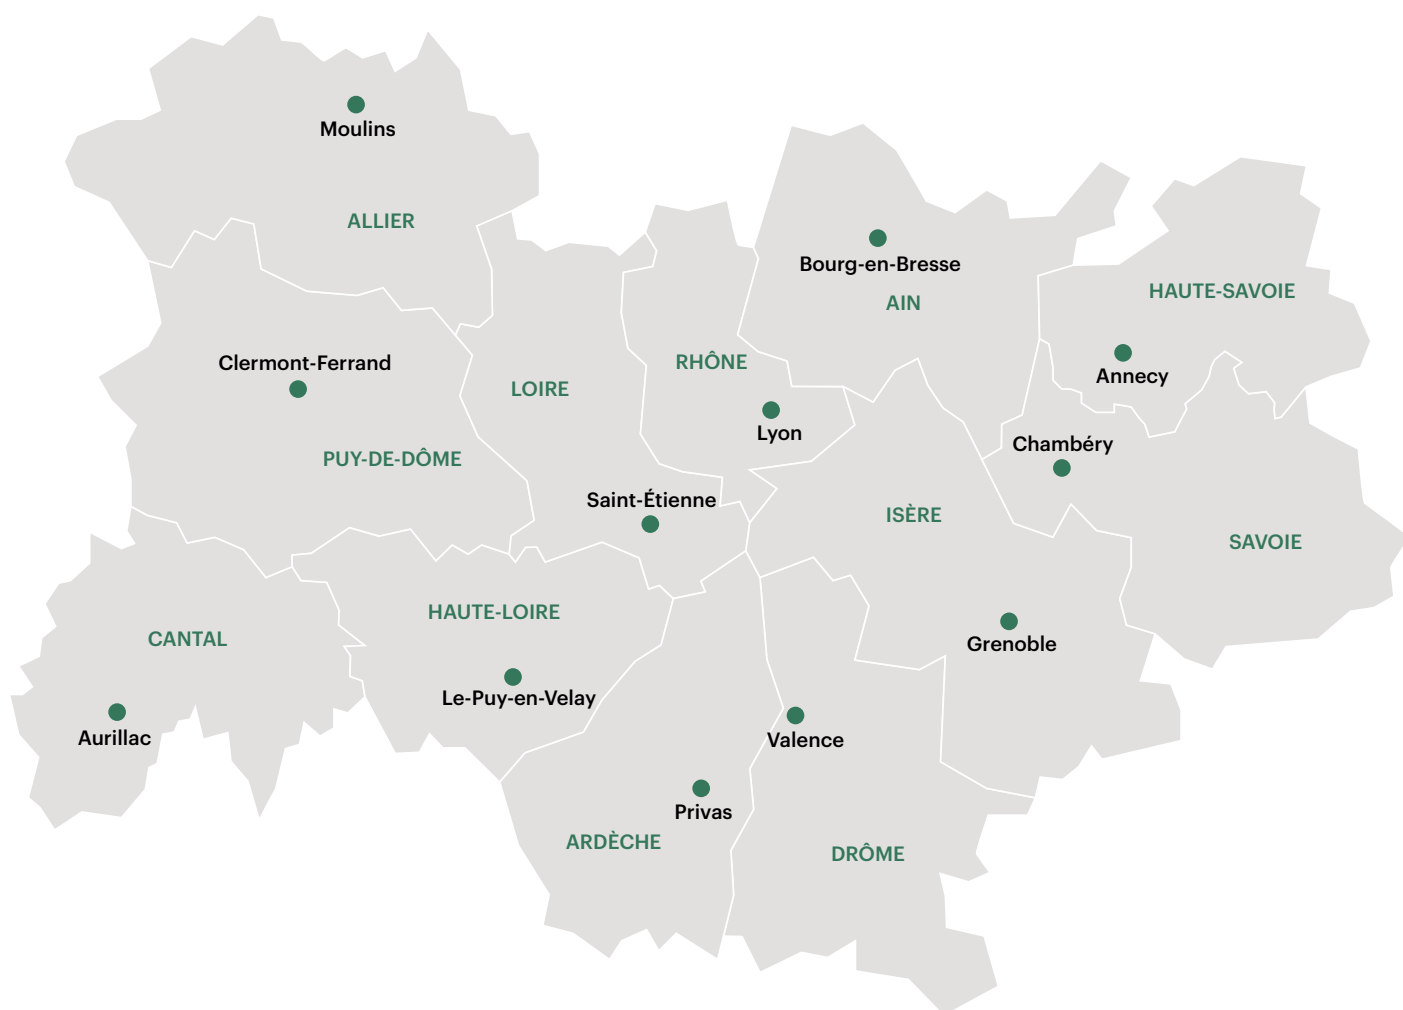 Moulins
ALLIER
Bourg-en-Bresse
AIN
HAUTE-SAVOIE
Clermont-Ferrand
RHÔNE
Annecy
LOIRE
Lyon
Chambéry
PUY-DE-DÔME
Saint-Étienne
ISÈRE
SAVOIE
HAUTE-LOIRE
CANTAL
Grenoble
Le-Puy-en-Velay
Aurillac
Valence
Privas
ARDÈCHE
DRÔME